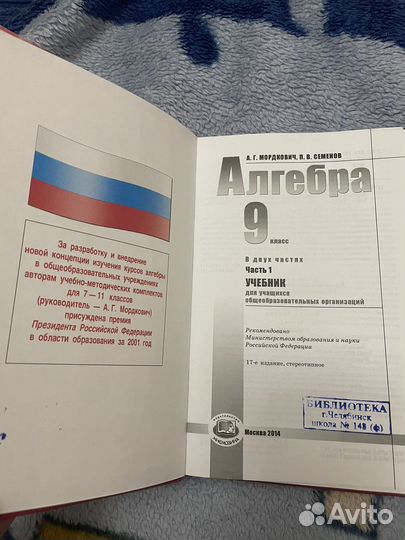 За разработку и внедрение
новой концепции изучения курсов алгебры
в общеобразовательных учреждениях
авторам учебно-методических комплектов
для 7—11 классов
(руководитель — А. Г. Мордкович)
присуждена премия
Президента Российской Федерации
в области образования за 2001 год
А. Г. МОРДКОВИЧ, П. В. СЕМЕНОВ
Алгебра
9
класс
В двух частях
Часть 1
УЧЕБНИК
для учащихся
общеобразовательных организаций
Рекомендовано
Министерством образования и науки
Российской Федерации
17-е издание, стереотипное
БИБЛИОТЕКА
г. Челябинск
школа № 148 (ф)
МНЕМОЗИНА
Москва 2014
Avito